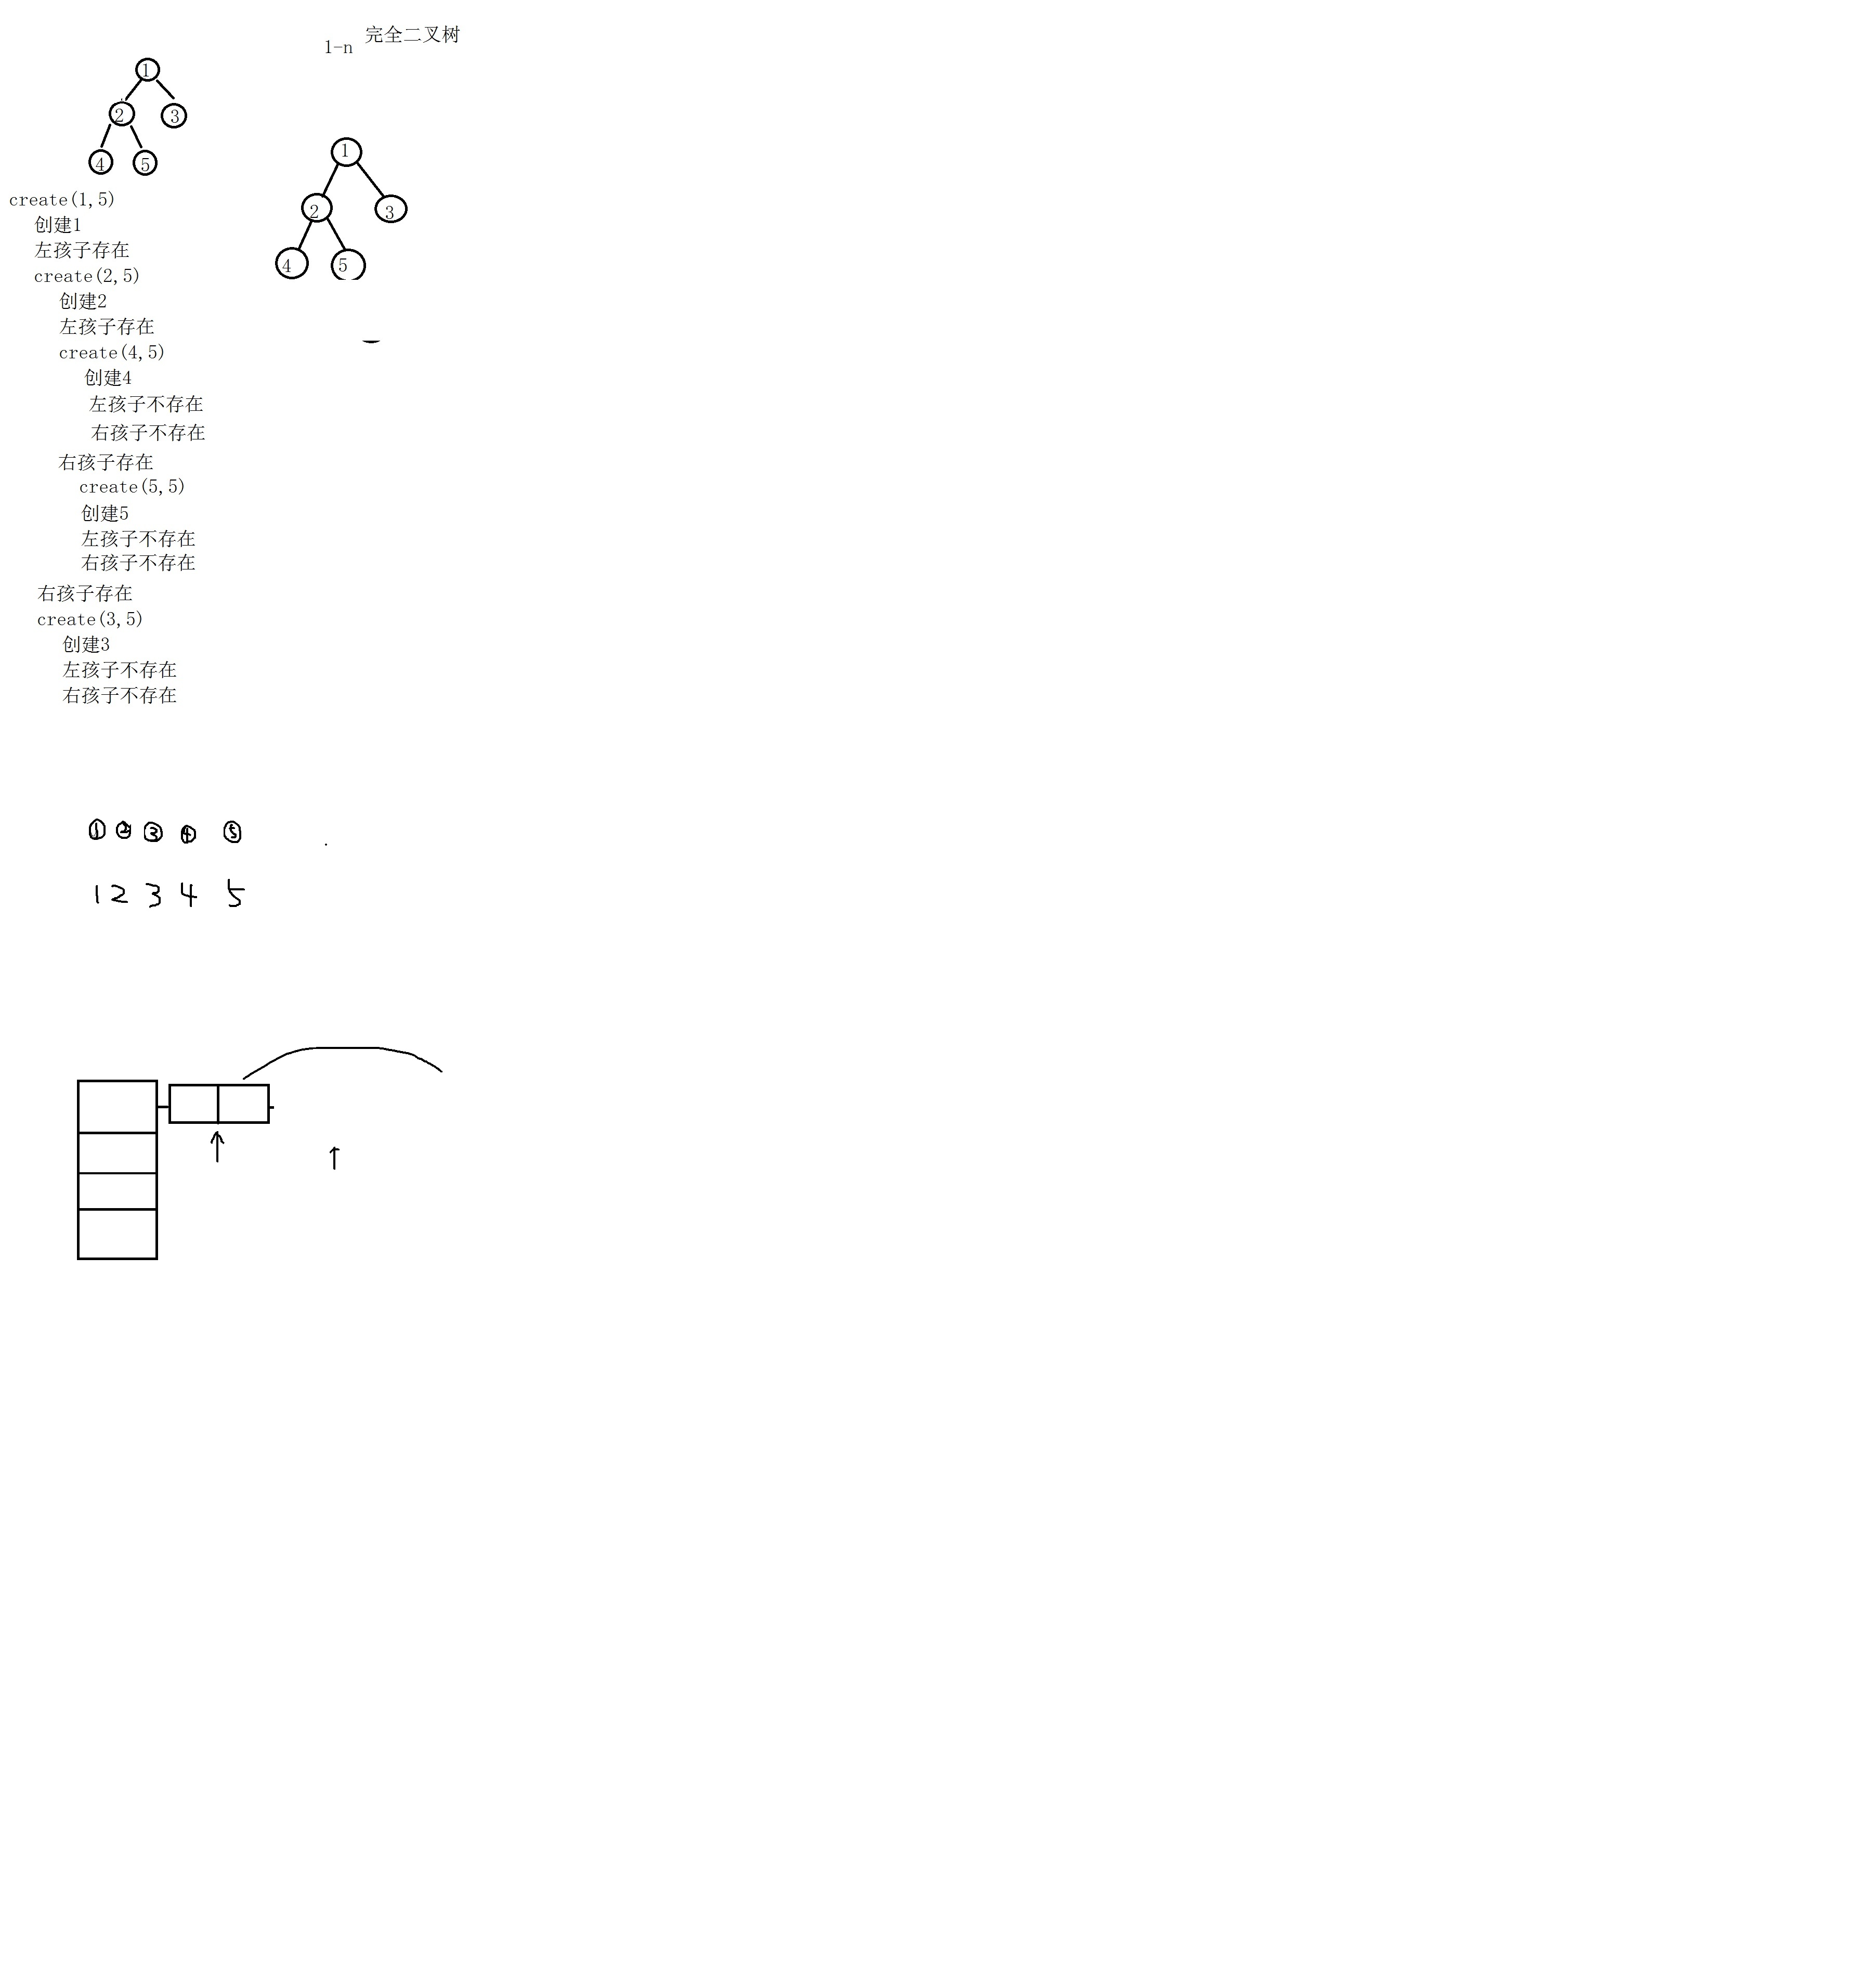 1-n 完全二叉树
1
2 3
4 5
1
2 3
4 5
create(1,5)
创建1
左孩子存在
create(2,5)
创建2
左孩子存在
create(4,5)
创建4
左孩子不存在
右孩子不存在
右孩子存在
create(5,5)
创建5
左孩子不存在
右孩子不存在
右孩子存在
create(3,5)
创建3
左孩子不存在
右孩子不存在
① ② ③ ④ ⑤
1 2 3 4 5